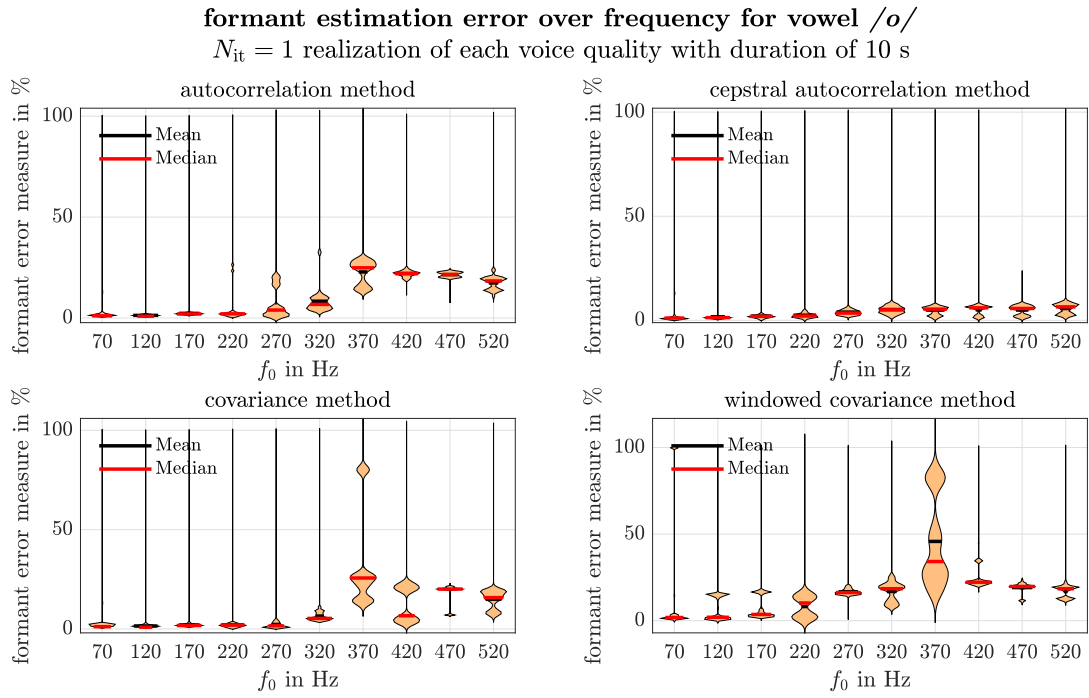 formant estimation error over frequency for vowel /o/
N_it = 1 realization of each voice quality with duration of 10 s
autocorrelation method
formant error measure in %
100
50
0
Mean
Median
70 120 170 220 270 320 370 420 470 520
f_0 in Hz
cepstral autocorrelation method
formant error measure in %
100
50
0
Mean
Median
70 120 170 220 270 320 370 420 470 520
f_0 in Hz
covariance method
formant error measure in %
100
50
0
Mean
Median
70 120 170 220 270 320 370 420 470 520
f_0 in Hz
windowed covariance method
formant error measure in %
100
50
0
Mean
Median
70 120 170 220 270 320 370 420 470 520
f_0 in Hz